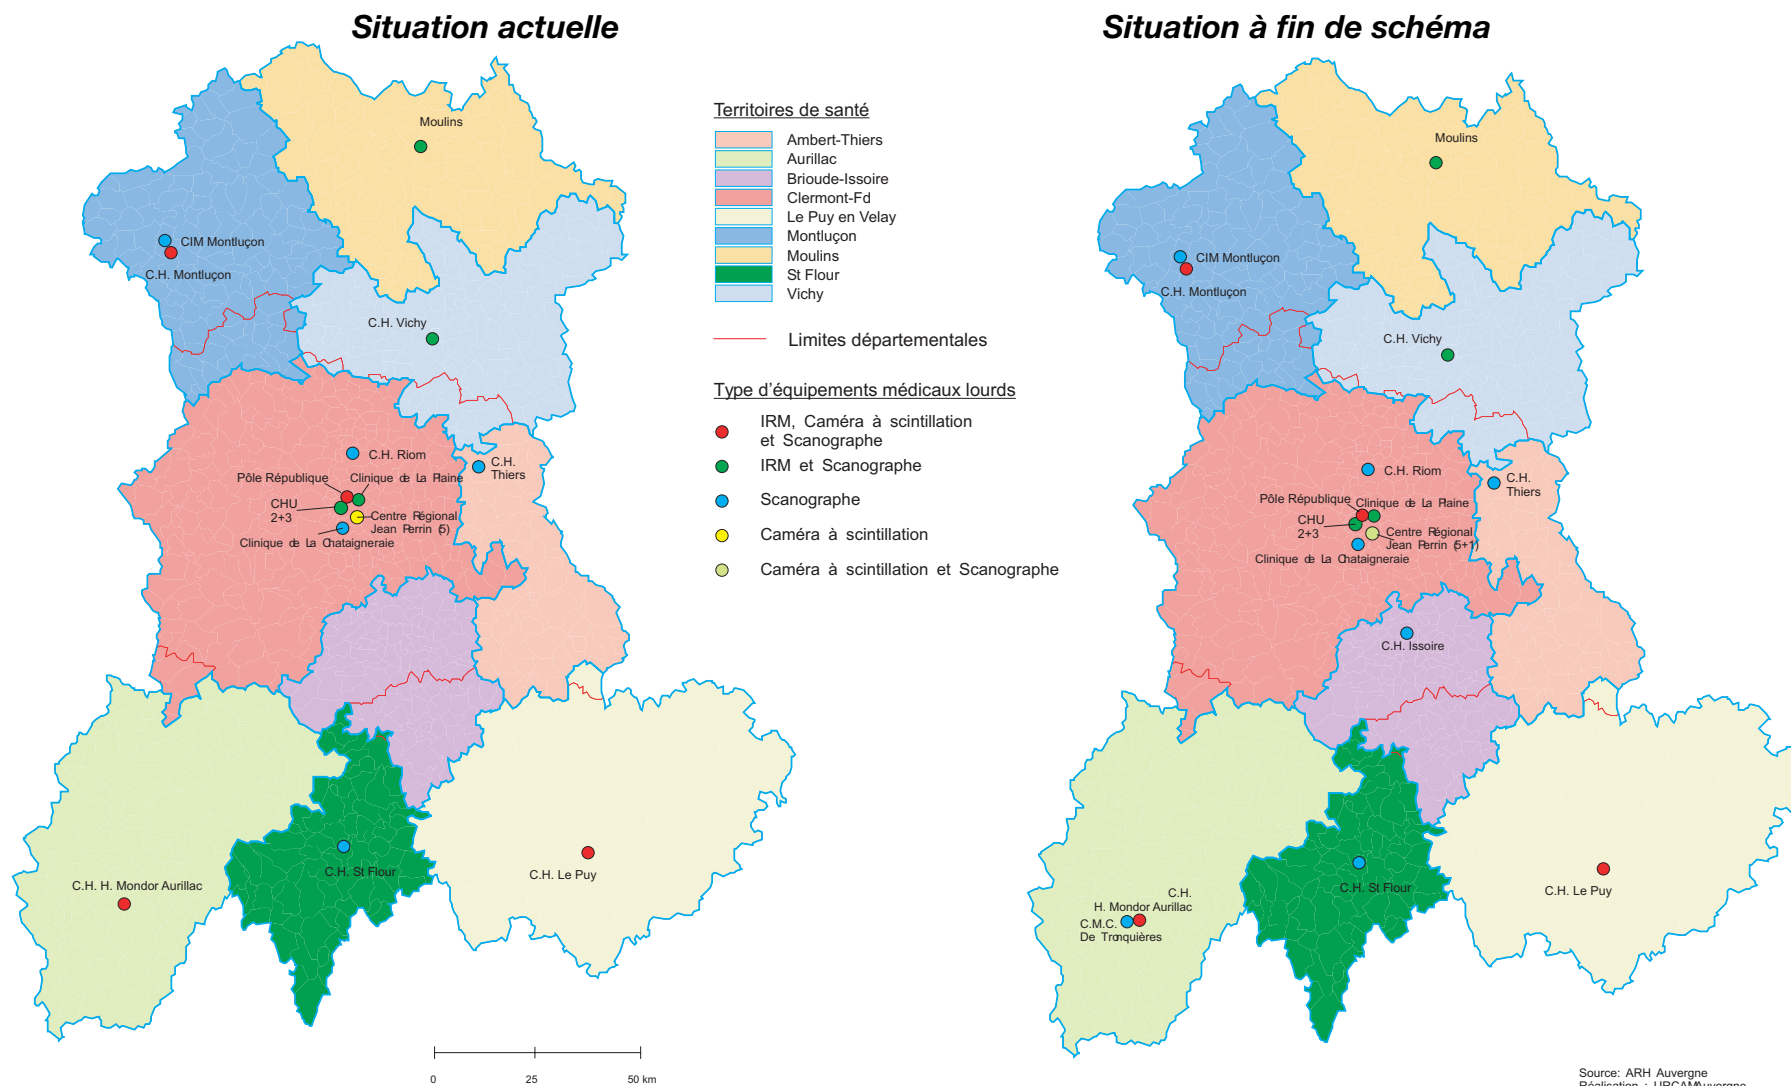 Situation actuelle
Situation à fin de schéma
Territoires de santé
Ambert-Thiers
Aurillac
Brioude-Issoire
Clermont-Fd
Le Puy en Velay
Montluçon
Moulins
St Flour
Vichy
Limites départementales
Type d'équipements médicaux lourds
IRM, Caméra à scintillation
et Scanographe
IRM et Scanographe
Scanographe
Caméra à scintillation
Caméra à scintillation et Scanographe
Moulins
CIM Montluçon
C.H. Montluçon
C.H. Vichy
C.H. Riom
C.H.
Thiers
Pôle République
Clinique de La Plaine
CHU
2+3
Centre Régional
Jean Perrin (5)
Clinique de La Chataigneraie
C.H. St Flour
C.H. Le Puy
C.H. H. Mondor Aurillac
0 25 50 km
Moulins
CIM Montluçon
C.H. Montluçon
C.H. Vichy
C.H. Riom
C.H.
Thiers
Pôle République
Clinique de La Plaine
CHU
2+3
Centre Régional
Jean Perrin (5+1)
Clinique de La Chataigneraie
C.H. Issoire
C.H. St Flour
C.H. Le Puy
C.H.
H. Mondor Aurillac
C.M.C.
De Tronquières
Source: ARH Auvergne
Réalisation : URCAM Auvergne